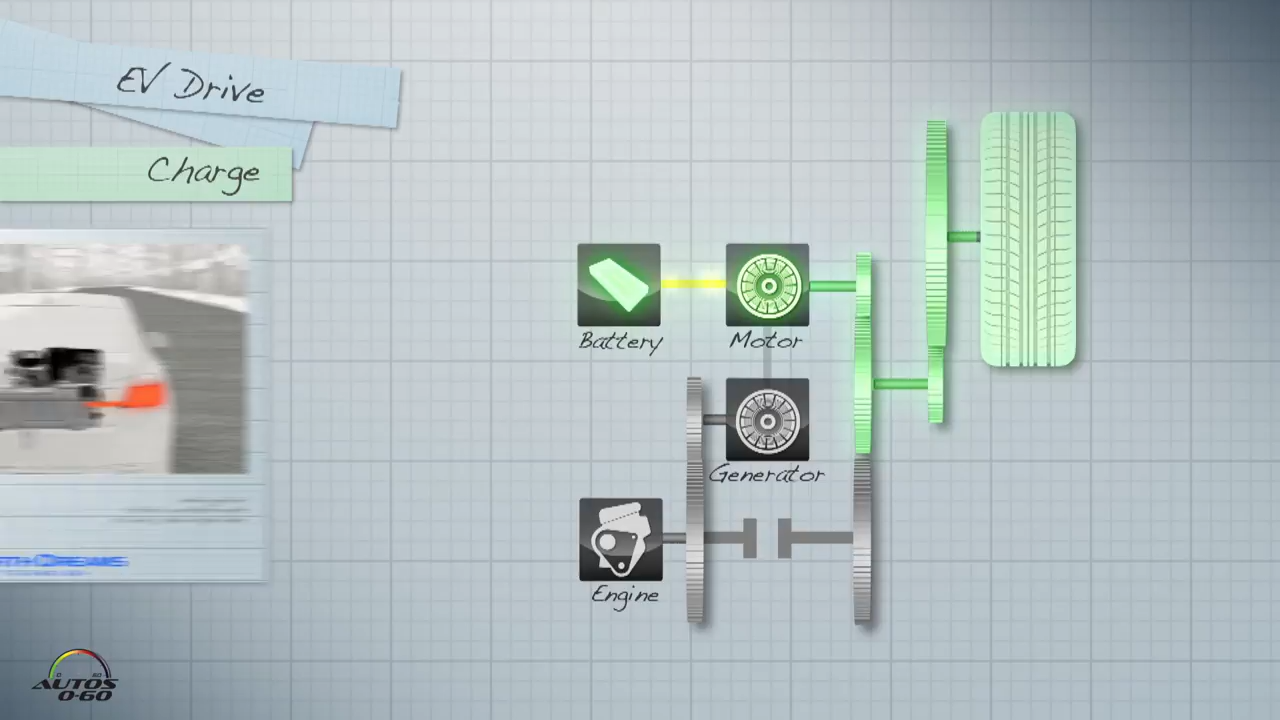 EV Drive
Charge
Battery
Motor
Generator
Engine
AUTOS
0-60